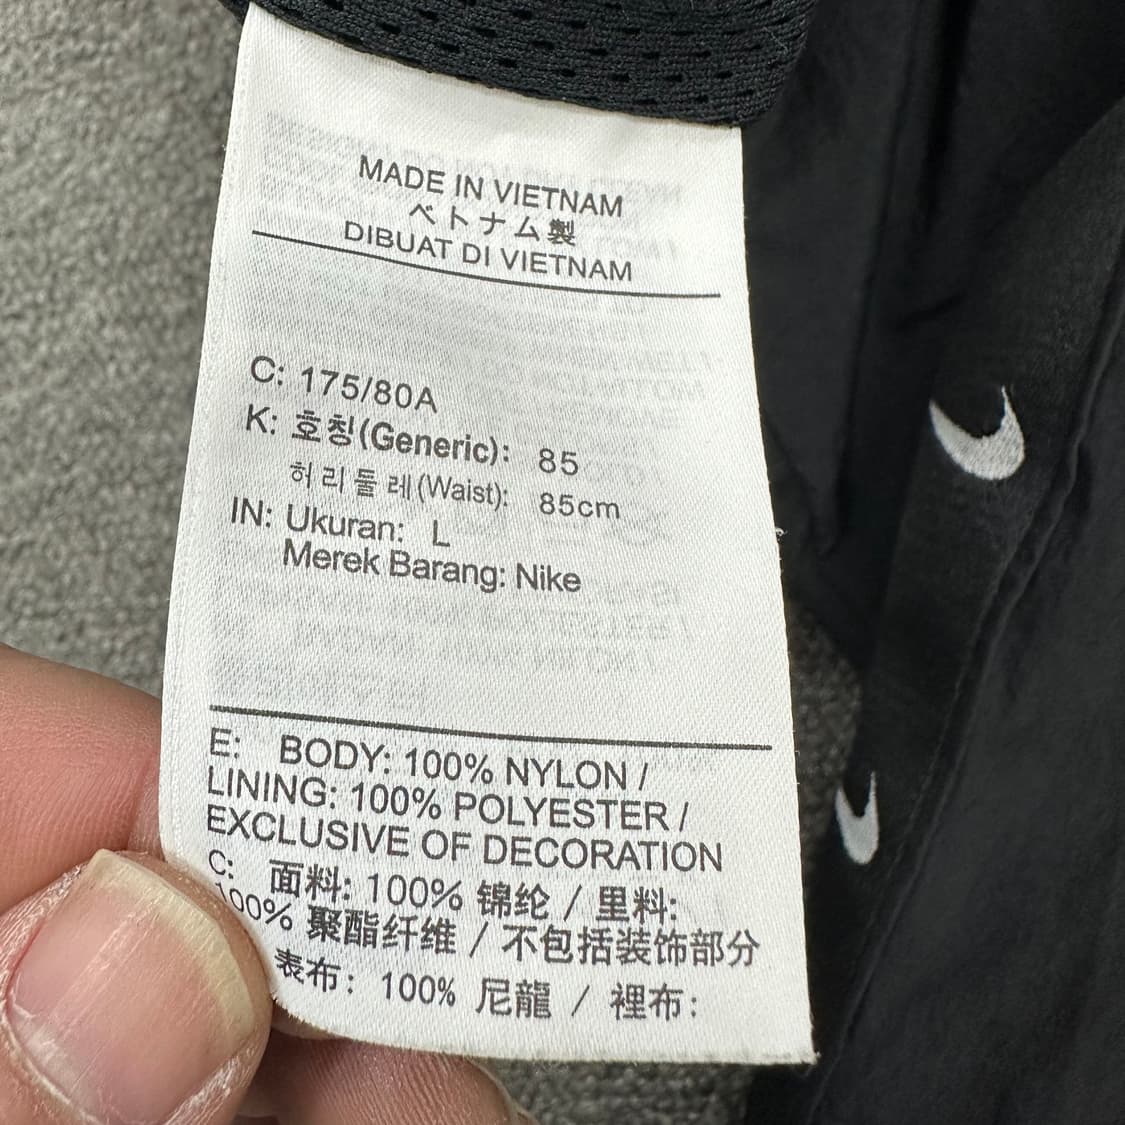 MADE IN VIETNAM
ベトナム製
DIBUAT DI VIETNAM
C: 175/80A
K: 호칭(Generic): 85
허리둘레(Waist): 85cm
IN: Ukuran: L
Merek Barang: Nike
E: BODY: 100% NYLON /
LINING: 100% POLYESTER /
EXCLUSIVE OF DECORATION
C: 面料: 100% 锦纶 / 里料:
100% 聚酯纤维 / 不包括装饰部分
表布: 100% 尼龍 / 裡布: